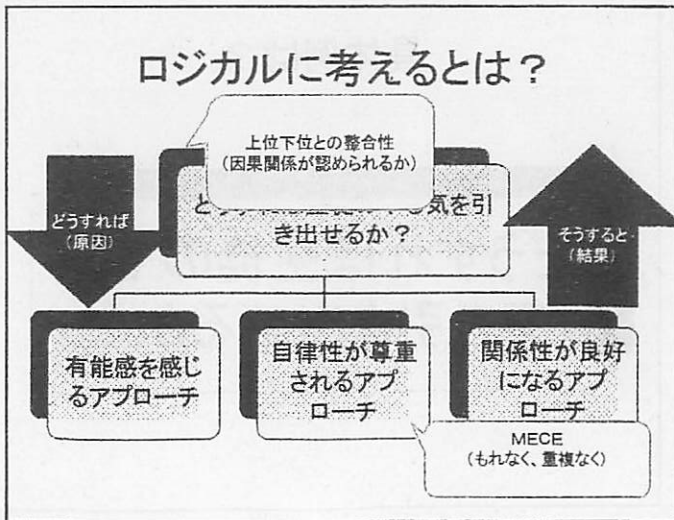 ロジカルに考えるとは？
上位下位との整合性
（因果関係が認められるか）
どうすれば
（原因）
気を引
き出せるか？
そうすると
（結果）
有能感を感じ
るアプローチ
自律性が尊重
されるアプ
ローチ
関係性が良好
になるアプ
ローチ
MECE
（もれなく、重複なく）